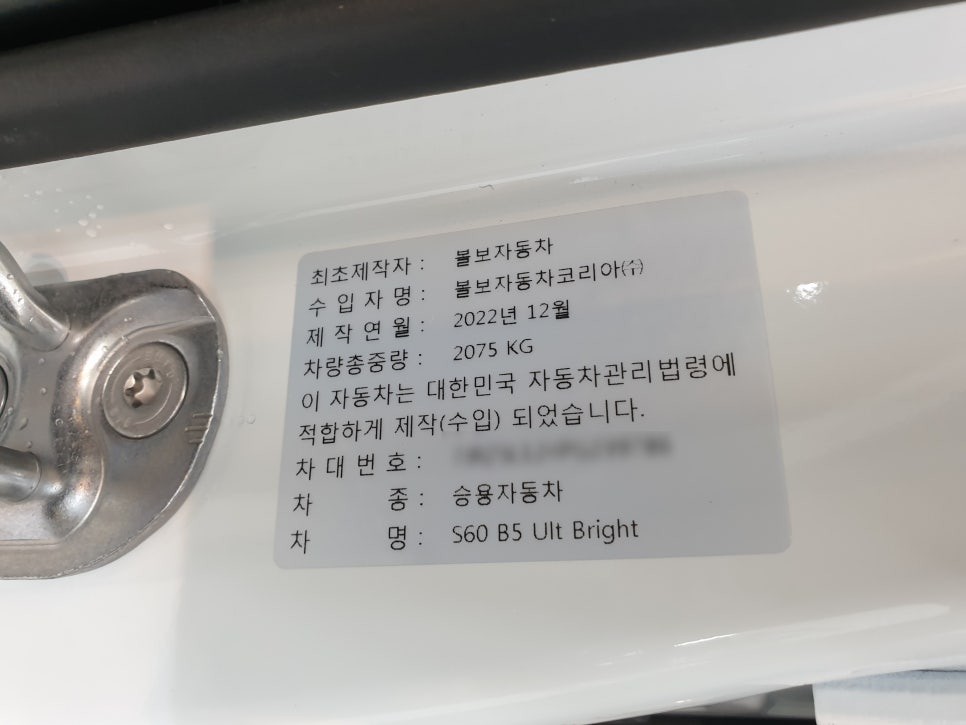 최초제작자 : 볼보자동차
수 입 자 명 : 볼보자동차코리아㈜
제 작 연 월 : 2022년 12월
차량총중량 : 2075 KG
이 자동차는 대한민국 자동차관리법령에
적합하게 제작(수입) 되었습니다.
차 대 번 호 :
차 종 : 승용자동차
차 명 : S60 B5 Ult Bright